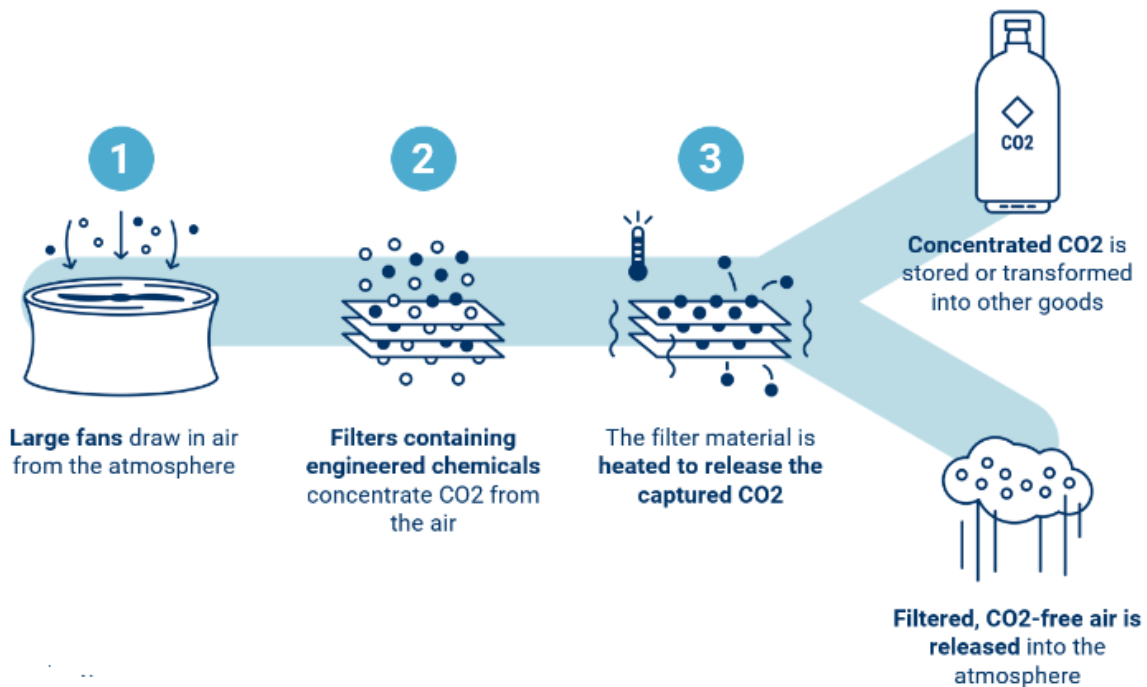 1
2
3
CO2
Large fans draw in air
from the atmosphere
Filters containing
engineered chemicals
concentrate CO2 from
the air
The filter material is
heated to release the
captured CO2
Concentrated CO2 is
stored or transformed
into other goods
Filtered, CO2-free air is
released into the
atmosphere